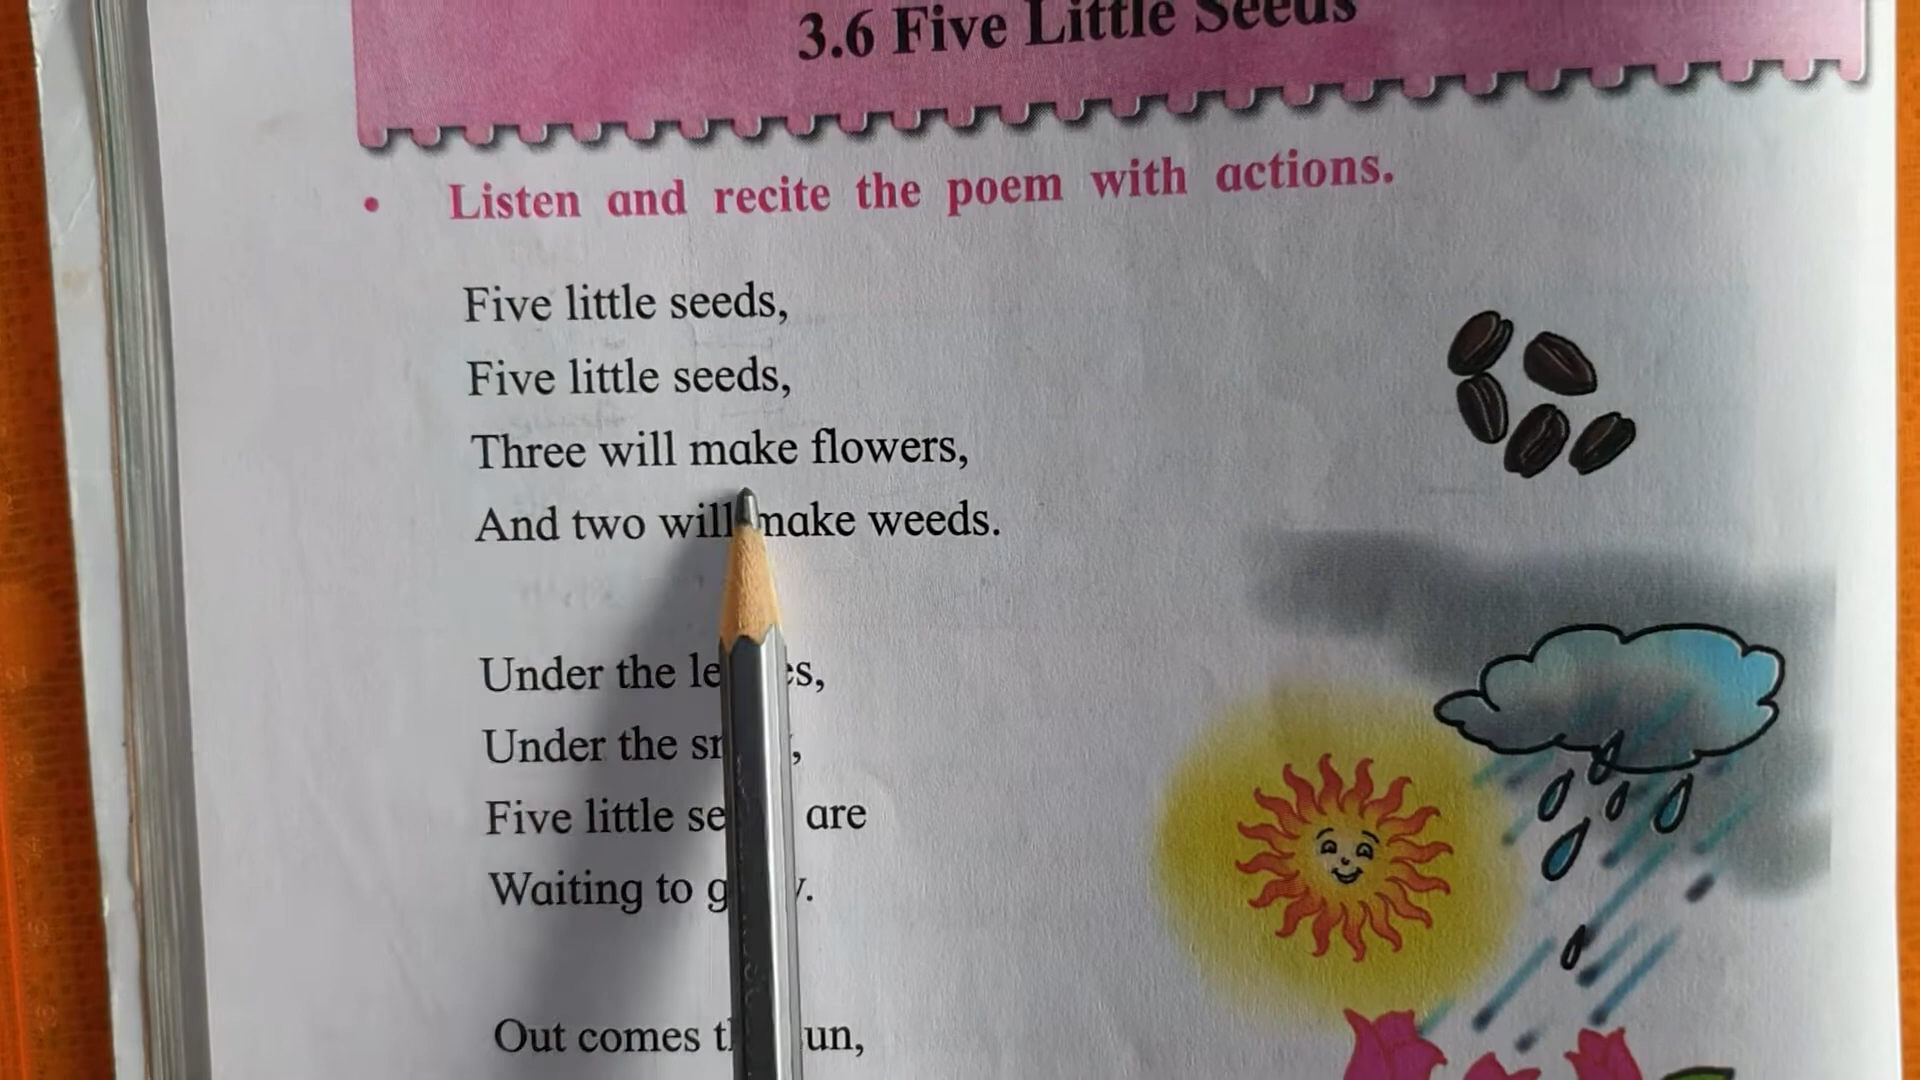 3.6 Five Little Seeds
• Listen and recite the poem with actions.
Five little seeds,
Five little seeds,
Three will make flowers,
And two will make weeds.
Under the
Under the
Five little are
Waiting to
Out comes